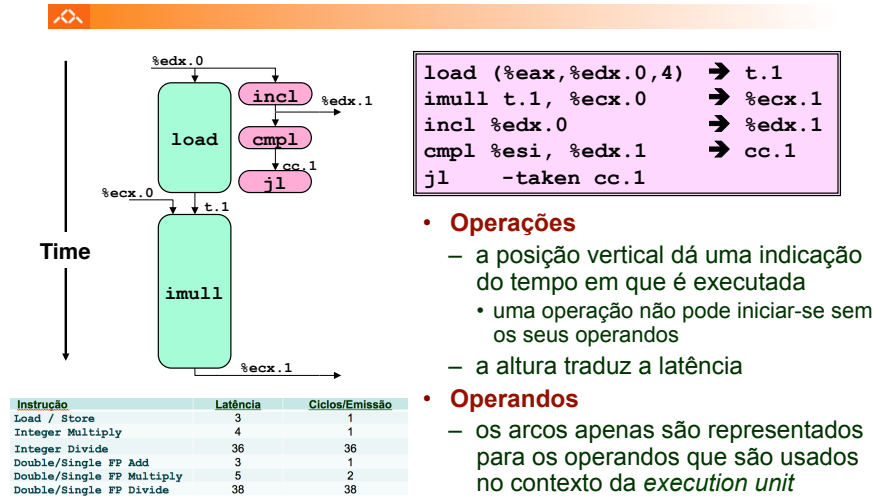 %edx.0
incl
%edx.1
load
cmpl
cc.1
jl
%ecx.0
t.1
Time
imull
%ecx.1
load (%eax,%edx.0,4) ➔ t.1
imull t.1, %ecx.0 ➔ %ecx.1
incl %edx.0 ➔ %edx.1
cmpl %esi, %edx.1 ➔ cc.1
jl -taken cc.1
• Operações
– a posição vertical dá uma indicação
do tempo em que é executada
• uma operação não pode iniciar-se sem
os seus operandos
– a altura traduz a latência
• Operandos
– os arcos apenas são representados
para os operandos que são usados
no contexto da execution unit
Instrução Latência Ciclos/Emissão
Load / Store 3 1
Integer Multiply 4 1
Integer Divide 36 36
Double/Single FP Add 3 1
Double/Single FP Multiply 5 2
Double/Single FP Divide 38 38